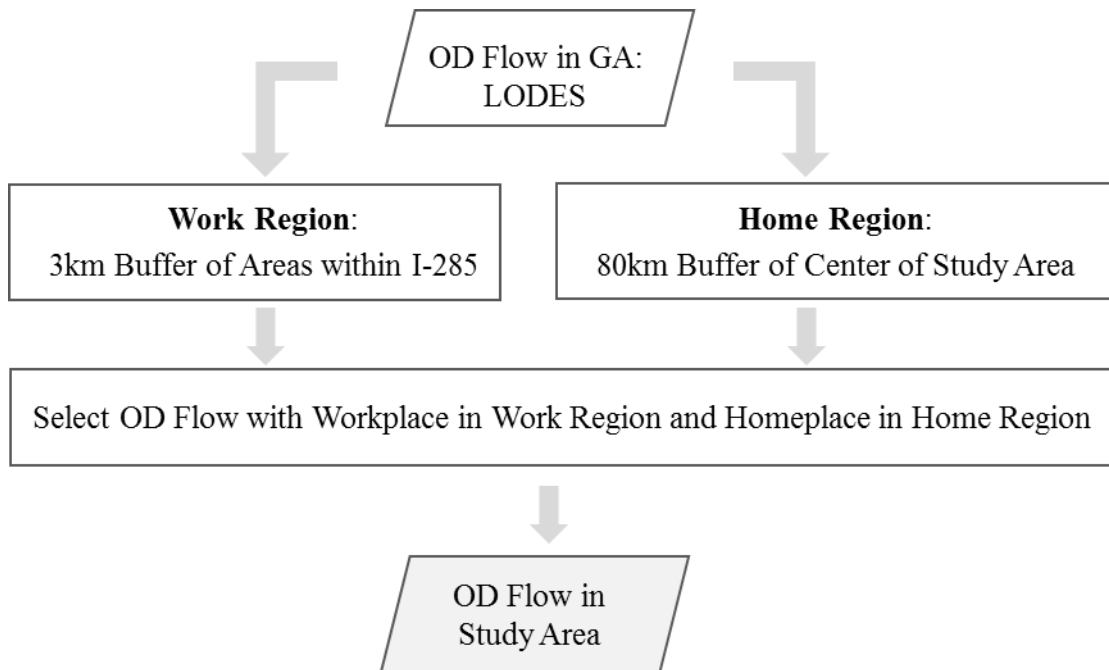 OD Flow in GA:
LODES
Work Region:
3km Buffer of Areas within I-285
Home Region:
80km Buffer of Center of Study Area
Select OD Flow with Workplace in Work Region and Homeplace in Home Region
OD Flow in
Study Area